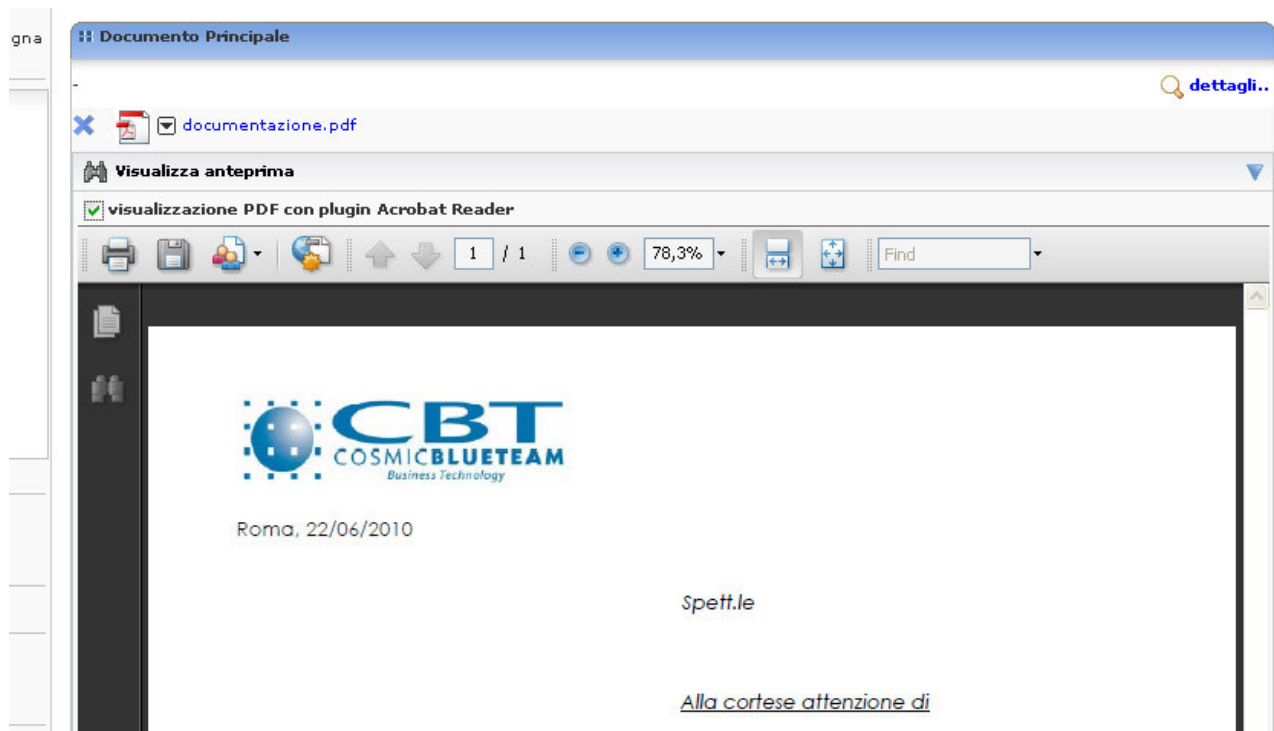 gna
Documento Principale
-
dettagli..
documentazione.pdf
Visualizza anteprima
visualizzazione PDF con plugin Acrobat Reader
1 / 1 78,3% Find
CBT
COSMICBLUETEAM
Business Technology
Roma, 22/06/2010
Spett.le
Alla cortese attenzione di